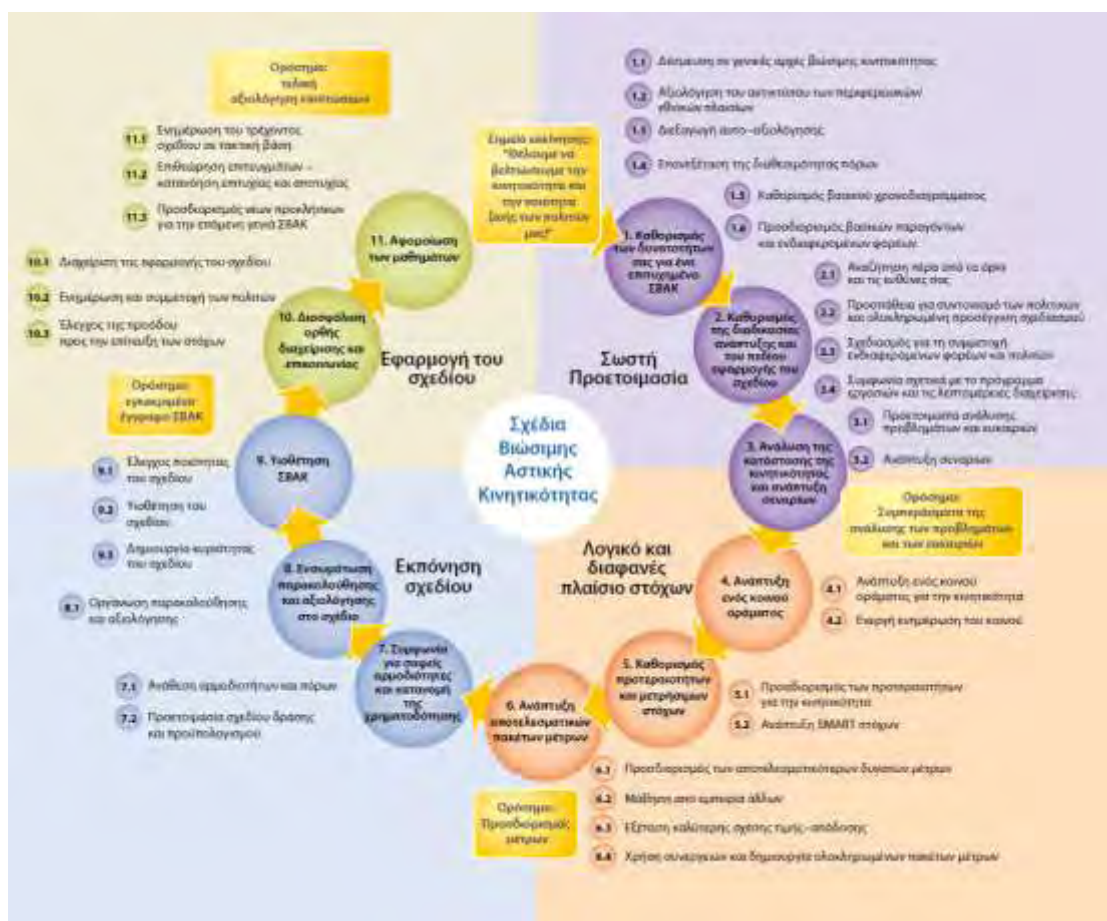 Ορόσημο:
τελική
αξιολόγηση επιπτώσεων
11.1 Ενημέρωση του τρέχοντος
σχεδίου σε τακτική βάση
11.2 Επιθεώρηση επιτευγμάτων –
κατανόηση επιτυχίας και αποτυχίας
11.3 Προσδιορισμός νέων προκλήσεων
για την επόμενη γενιά ΣΒΑΚ
10.1 Διαχείριση της εφαρμογής του σχεδίου
10.2 Ενημέρωση και συμμετοχή των πολιτών
10.3 Έλεγχος της προόδου
προς την επίτευξη των στόχων
Ορόσημο:
εγκεκριμένο
έγγραφο ΣΒΑΚ
9.1 Έλεγχος ποιότητας
του σχεδίου
9.2 Υιοθέτηση του
σχεδίου
9.3 Δημιουργία κυριότητας
του σχεδίου
8.1 Οργάνωση παρακολούθησης
και αξιολόγησης
7.1 Ανάθεση αρμοδιοτήτων και πόρων
7.2 Προετοιμασία σχεδίου δράσης
και προϋπολογισμού
Σημείο εκκίνησης:
"Θέλουμε να
βελτιώσουμε την
κινητικότητα και
την ποιότητα
ζωής των πολιτών
μας!"
1.1 Δέσμευση σε γενικές αρχές βιώσιμης κινητικότητας
1.2 Αξιολόγηση του αντικτύπου των περιφερειακών/
εθνικών πλαισίων
1.3 Διεξαγωγή αυτο-αξιολόγησης
1.4 Επανεξέταση της διαθεσιμότητας πόρων
1.5 Καθορισμός βασικού χρονοδιαγράμματος
1.6 Προσδιορισμός βασικών παραγόντων
και ενδιαφερομένων φορέων
2.1 Αναζήτηση πέρα από τα όρια
και τις ευθύνες σας
2.2 Προσπάθεια για συντονισμό των πολιτικών
και ολοκληρωμένη προσέγγιση σχεδιασμού
2.3 Σχεδιασμός για τη συμμετοχή
ενδιαφερομένων φορέων και πολιτών
2.4 Συμφωνία σχετικά με το πρόγραμμα
εργασιών και τις λεπτομέρειες διαχείρισης
3.1 Προετοιμασία ανάλυσης
προβλημάτων και ευκαιριών
3.2 Ανάπτυξη σεναρίων
Ορόσημο:
Συμπεράσματα της
ανάλυσης των προβλημάτων
και των ευκαιριών
4.1 Ανάπτυξη ενός κοινού
οράματος για την κινητικότητα
4.2 Ενεργή ενημέρωση του κοινού
5.1 Προσδιορισμός των προτεραιοτήτων
για την κινητικότητα
5.2 Ανάπτυξη SMART στόχων
6.1 Προσδιορισμός των αποτελεσματικότερων δυνατών μέτρων
6.2 Μάθηση από εμπειρία άλλων
6.3 Εξέταση καλύτερης σχέσης τιμής–απόδοσης
6.4 Χρήση συνεργειών και δημιουργία ολοκληρωμένων πακέτων μέτρων
Ορόσημο:
Προσδιορισμός
μέτρων
1. Καθορισμός
των δυνατοτήτων
σας για ένα
επιτυχημένο
ΣΒΑΚ
2. Καθορισμός
της διαδικασίας
ανάπτυξης και
του πεδίου
εφαρμογής του
σχεδίου
3. Ανάλυση της
κατάστασης της
κινητικότητας
και ανάπτυξη
σεναρίων
4. Ανάπτυξη
ενός κοινού
οράματος
5. Καθορισμός
προτεραιοτήτων
και μετρήσιμων
στόχων
6. Ανάπτυξη
αποτελεσματικών
πακέτων μέτρων
7. Συμφωνία
για σαφείς
αρμοδιότητες
και κατανομή
της
χρηματοδότησης
8. Ενσωμάτωση
παρακολούθησης
και αξιολόγησης
στο σχέδιο
9. Υιοθέτηση
ΣΒΑΚ
10. Διασφάλιση
ορθής
διαχείρισης και
επικοινωνίας
11. Αφομοίωση
των μαθημάτων
Εφαρμογή του
σχεδίου
Σωστή
Προετοιμασία
Σχέδια
Βιώσιμης
Αστικής
Κινητικότητας
Εκπόνηση
σχεδίου
Λογικό και
διαφανές
πλαίσιο στόχων